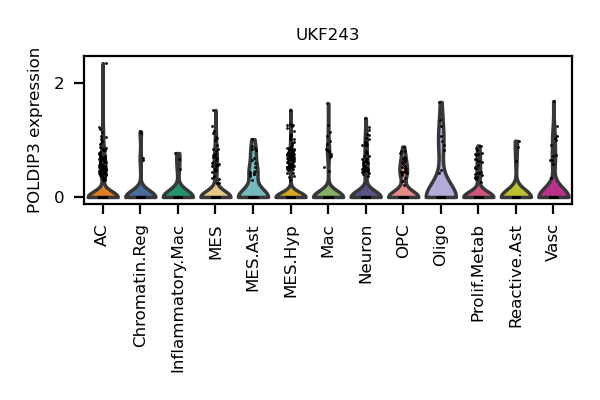 UKF243
POLDIP3 expression
2
0
AC
Chromatin.Reg
Inflammatory.Mac
MES
MES.Ast
MES.Hyp
Mac
Neuron
OPC
Oligo
Prolif.Metab
Reactive.Ast
Vasc